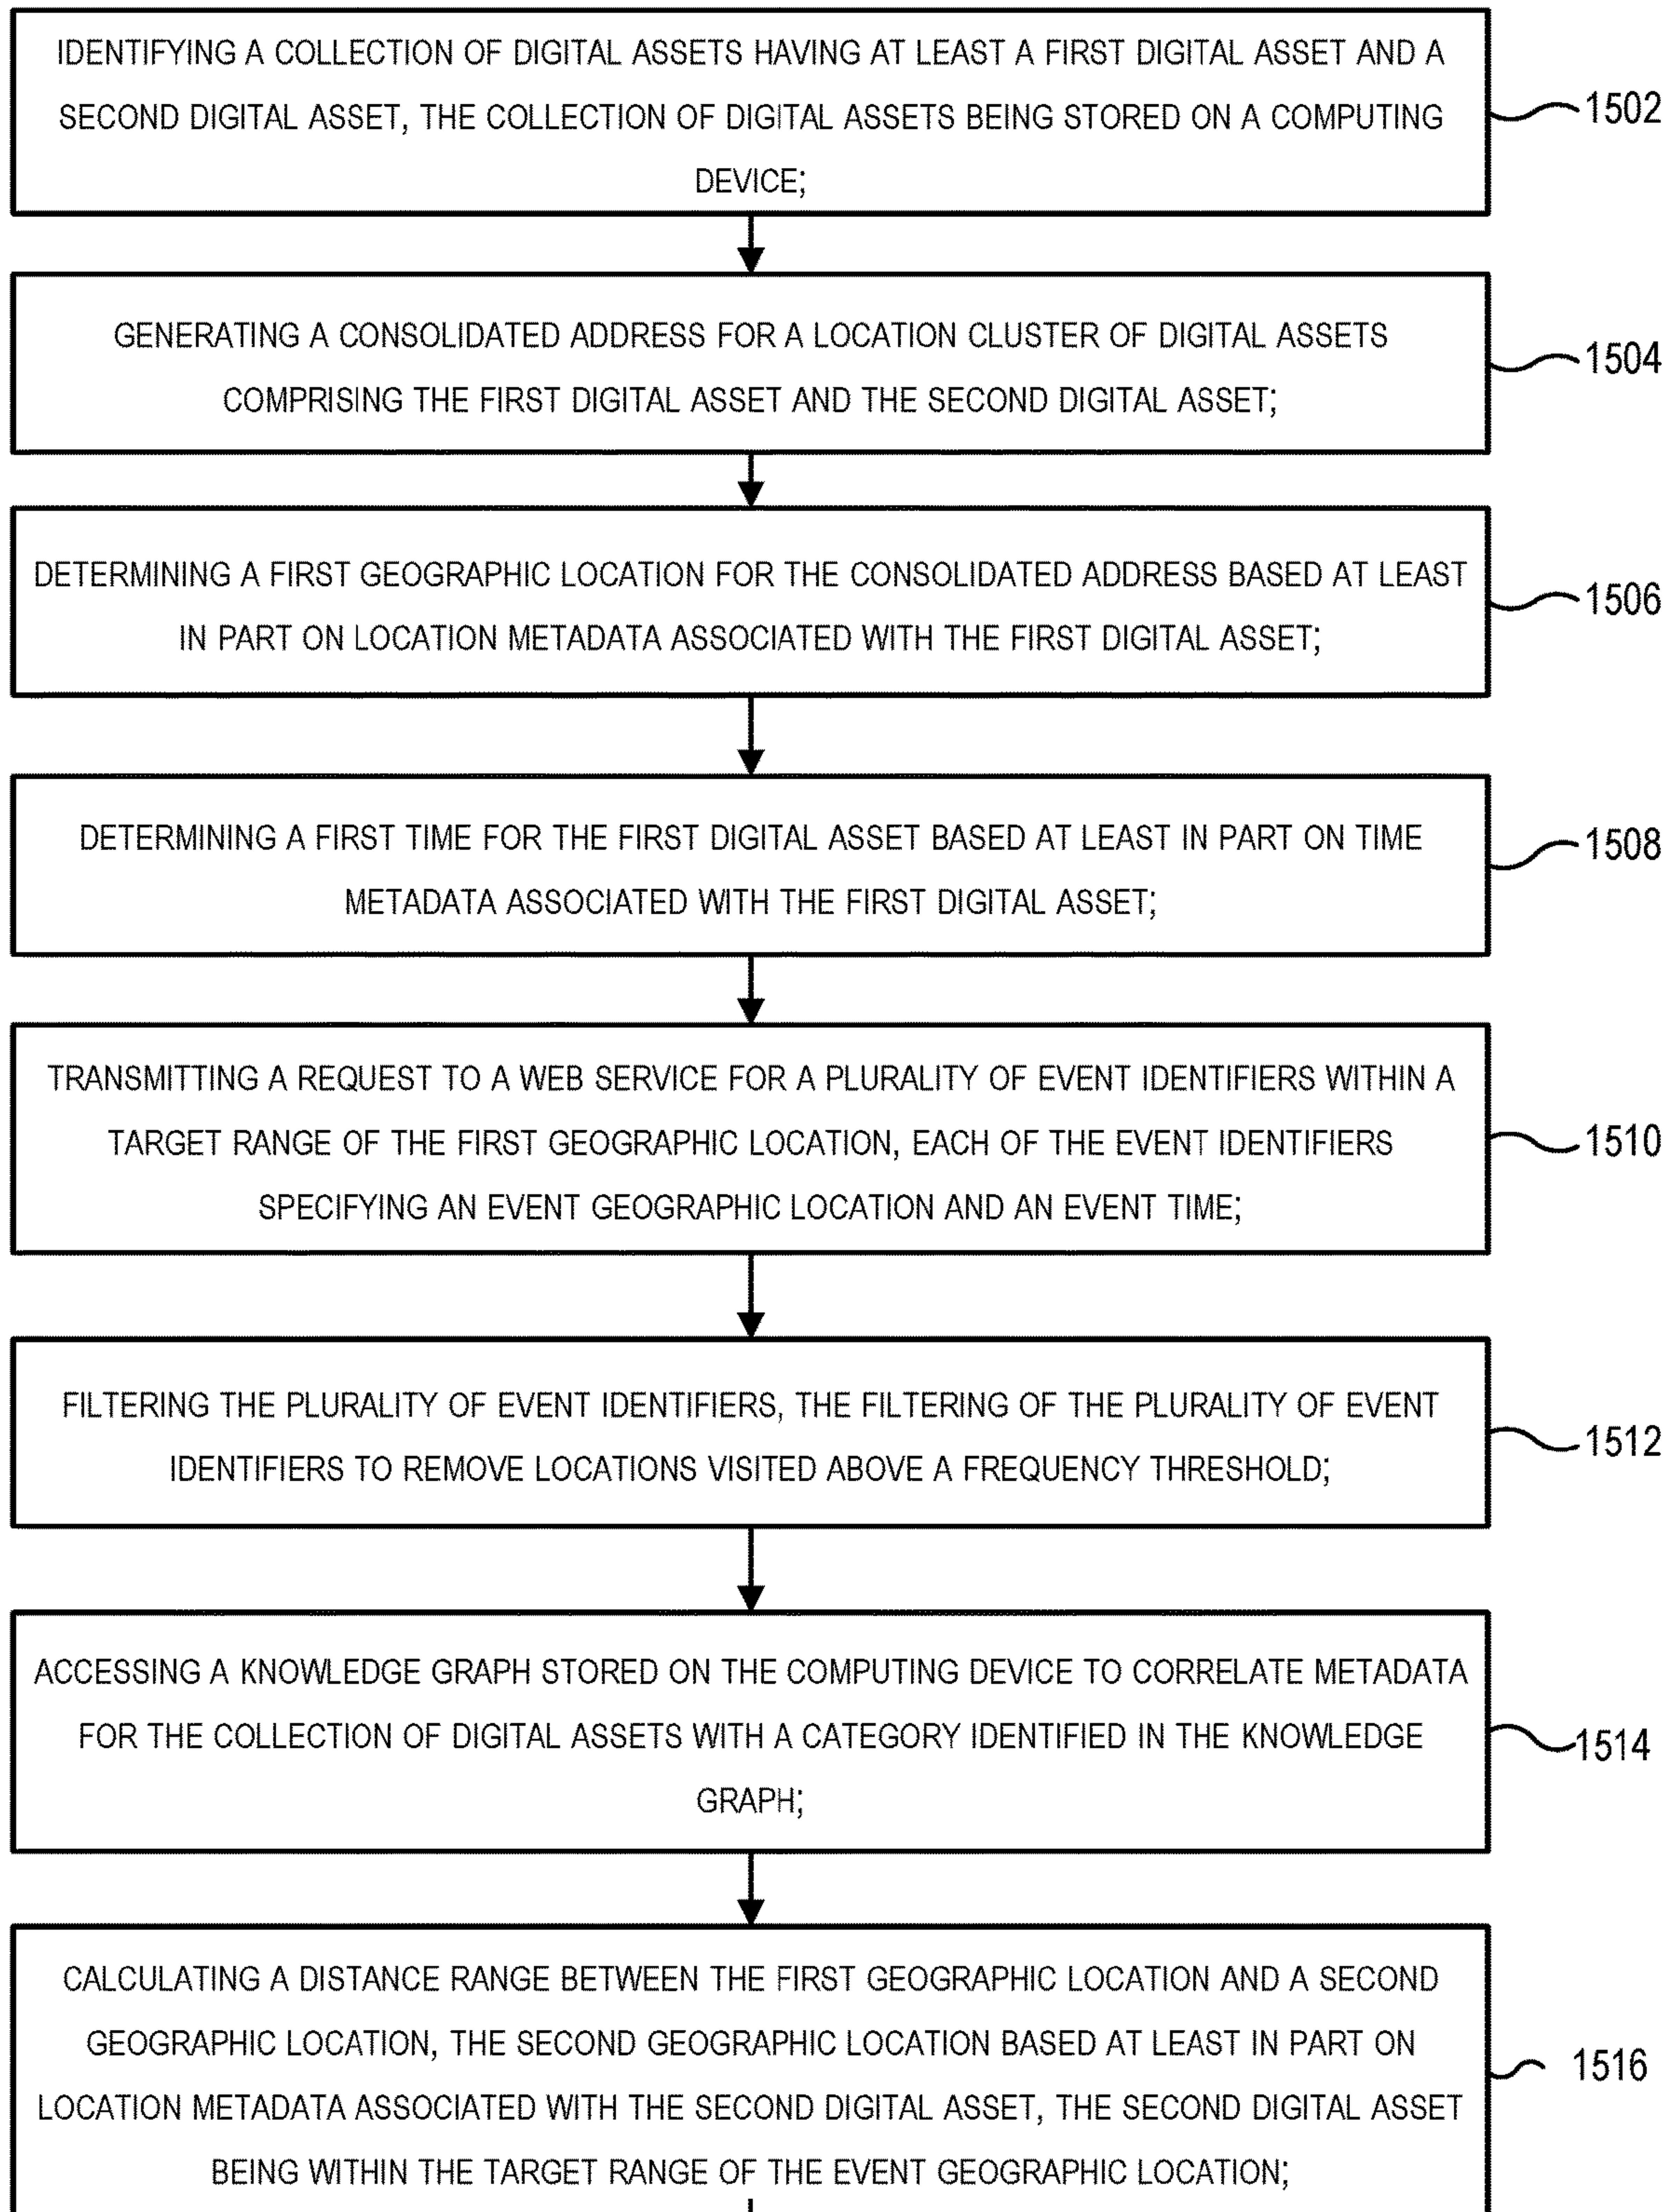 IDENTIFYING A COLLECTION OF DIGITAL ASSETS HAVING AT LEAST A FIRST DIGITAL ASSET AND A
SECOND DIGITAL ASSET, THE COLLECTION OF DIGITAL ASSETS BEING STORED ON A COMPUTING
DEVICE;
1502
GENERATING A CONSOLIDATED ADDRESS FOR A LOCATION CLUSTER OF DIGITAL ASSETS
COMPRISING THE FIRST DIGITAL ASSET AND THE SECOND DIGITAL ASSET;
1504
DETERMINING A FIRST GEOGRAPHIC LOCATION FOR THE CONSOLIDATED ADDRESS BASED AT LEAST
IN PART ON LOCATION METADATA ASSOCIATED WITH THE FIRST DIGITAL ASSET;
1506
DETERMINING A FIRST TIME FOR THE FIRST DIGITAL ASSET BASED AT LEAST IN PART ON TIME
METADATA ASSOCIATED WITH THE FIRST DIGITAL ASSET;
1508
TRANSMITTING A REQUEST TO A WEB SERVICE FOR A PLURALITY OF EVENT IDENTIFIERS WITHIN A
TARGET RANGE OF THE FIRST GEOGRAPHIC LOCATION, EACH OF THE EVENT IDENTIFIERS
SPECIFYING AN EVENT GEOGRAPHIC LOCATION AND AN EVENT TIME;
1510
FILTERING THE PLURALITY OF EVENT IDENTIFIERS, THE FILTERING OF THE PLURALITY OF EVENT
IDENTIFIERS TO REMOVE LOCATIONS VISITED ABOVE A FREQUENCY THRESHOLD;
1512
ACCESSING A KNOWLEDGE GRAPH STORED ON THE COMPUTING DEVICE TO CORRELATE METADATA
FOR THE COLLECTION OF DIGITAL ASSETS WITH A CATEGORY IDENTIFIED IN THE KNOWLEDGE
GRAPH;
1514
CALCULATING A DISTANCE RANGE BETWEEN THE FIRST GEOGRAPHIC LOCATION AND A SECOND
GEOGRAPHIC LOCATION, THE SECOND GEOGRAPHIC LOCATION BASED AT LEAST IN PART ON
LOCATION METADATA ASSOCIATED WITH THE SECOND DIGITAL ASSET, THE SECOND DIGITAL ASSET
BEING WITHIN THE TARGET RANGE OF THE EVENT GEOGRAPHIC LOCATION;
1516